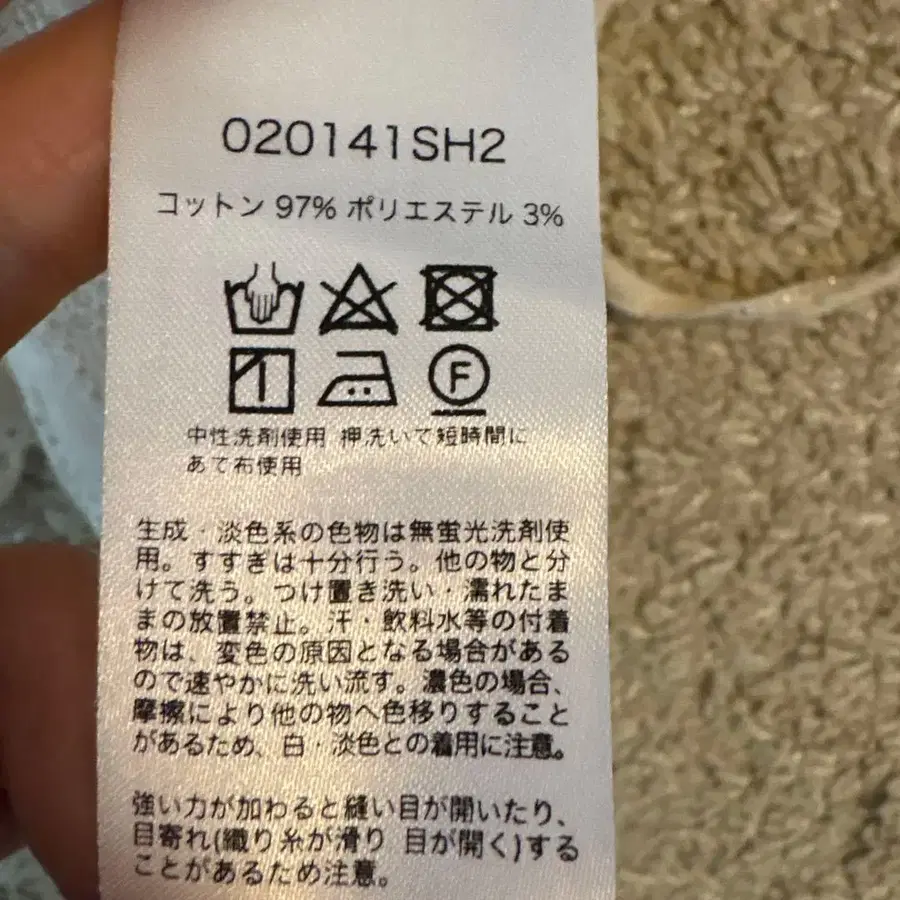 020141SH2
コットン 97% ポリエステル 3%
F
中性洗剤使用 押洗いで短時間に
あて布使用
生成・淡色系の色物は無蛍光洗剤使
用。すすぎは十分行う。他の物と分
けて洗う。つけ置き洗い・濡れたま
まの放置禁止。汗・飲料水等の付着
物は、変色の原因となる場合がある
ので速やかに洗い流す。濃色の場合、
摩擦により他の物へ色移りすること
があるため、白・淡色との着用に注意。
強い力が加わると縫い目が開いたり、
目寄れ(織り糸が滑り 目が開く)する
ことがあるため注意。